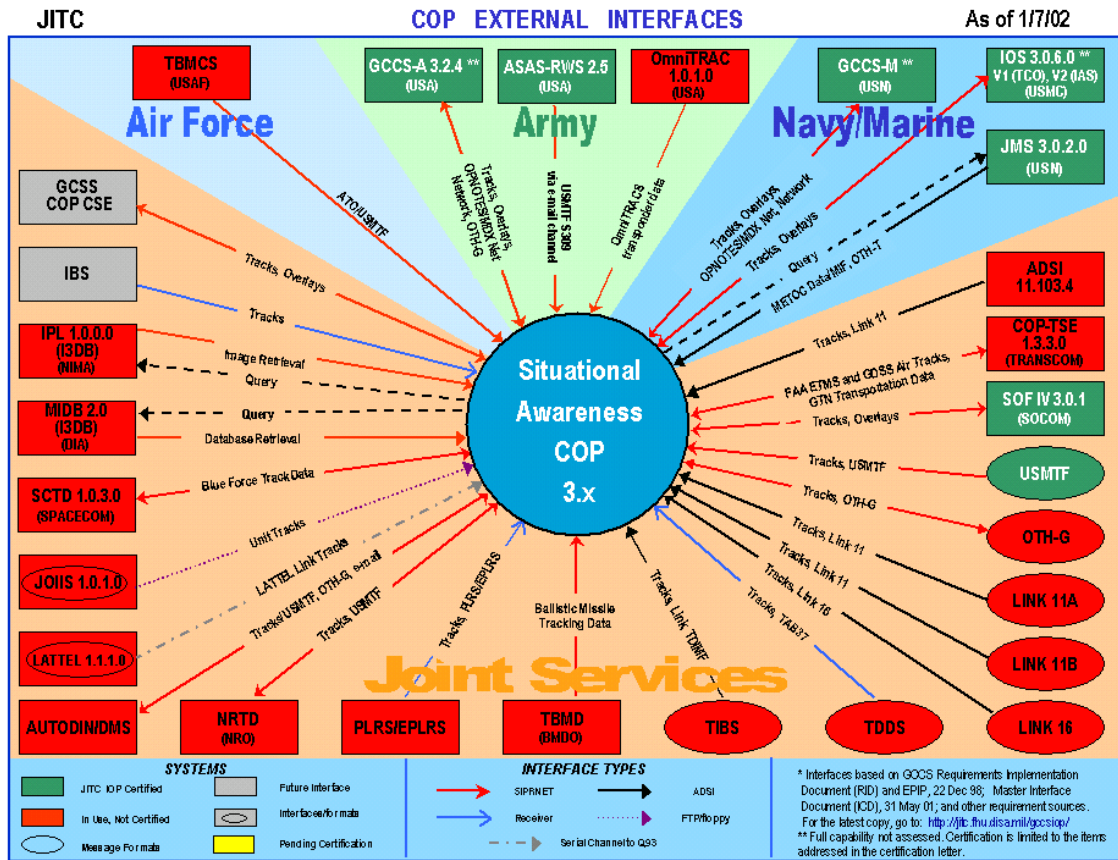 JITC
COP EXTERNAL INTERFACES
As of 1/7/02
TBMCS
(USAF)
GCCS-A 3.2.4 **
(USA)
ASAS-RWS 2.5
(USA)
OmniTRAC
1.0.1.0
(USA)
GCCS-M **
(USN)
IOS 3.0.6.0 **
V1 (TCO), V2 (IAS)
(USMC)
Air Force
Army
Navy/Marine
JMS 3.0.2.0
(USN)
GCSS
COP CSE
IBS
IPL 1.0.0.0
(I3DB)
(NIMA)
MIDB 2.0
(I3DB)
(DIA)
SCTD 1.0.3.0
(SPACECOM)
JOIIS 1.0.1.0
LATTEL 1.1.1.0
AUTODIN/DMS
NRTD
(NRO)
PLRS/EPLRS
TBMD
(BMDO)
TIBS
TDDS
LINK 16
LINK 11B
LINK 11A
OTH-G
USMTF
SOF IV 3.0.1
(SOCOM)
COP-TSE
1.3.3.0
(TRANSCOM)
ADSI
11.103.4
Situational
Awareness
COP
3.x
ATO/USMTF
Tracks, Overlays,
OPNOTES/MDX Net
Network, OTH-G
USMTF S309
via e-mail channel
OmniTRACS
transponder data
Tracks, Overlays,
OPNOTES/MDX Net, Network
Tracks, Overlays
Query
METOC Data/MIF, OTH-T
Tracks, Link 11
FAA ETMS and GDSS Air Tracks,
GTN Transportation Data
Tracks, Overlays
Tracks, USMTF
Tracks, OTH-G
Tracks, Link 11
Tracks, Link 11
Tracks, Link 16
Tracks, TAB37
Tracks, Link TDIMF
Ballistic Missile
Tracking Data
Tracks, PLRS/EPLRS
Tracks, USMTF
Tracks/USMTF, OTH-G, e-mail
LATTEL Link Tracks
Unit Tracks
Blue Force Track Data
Database Retrieval
Query
Query
Image Retrieval
Tracks
Tracks, Overlays
Joint Services
SYSTEMS
JITC IOP Certified
In Use, Not Certified
Message Formats
Future Interface
Interfaces/formats
Pending Certification
INTERFACE TYPES
SIPRNET
Receiver
ADSI
FTP/floppy
Serial Channel to Q93
* Interfaces based on GCCS Requirements Implementation
Document (RID) and EPIP, 22 Dec 98; Master Interface
Document (ICD), 31 May 01; and other requirement sources.
For the latest copy, go to: http://jitc.fhu.disa.mil/gccsiop/
** Full capability not assessed. Certification is limited to the items
addressed in the certification letter.